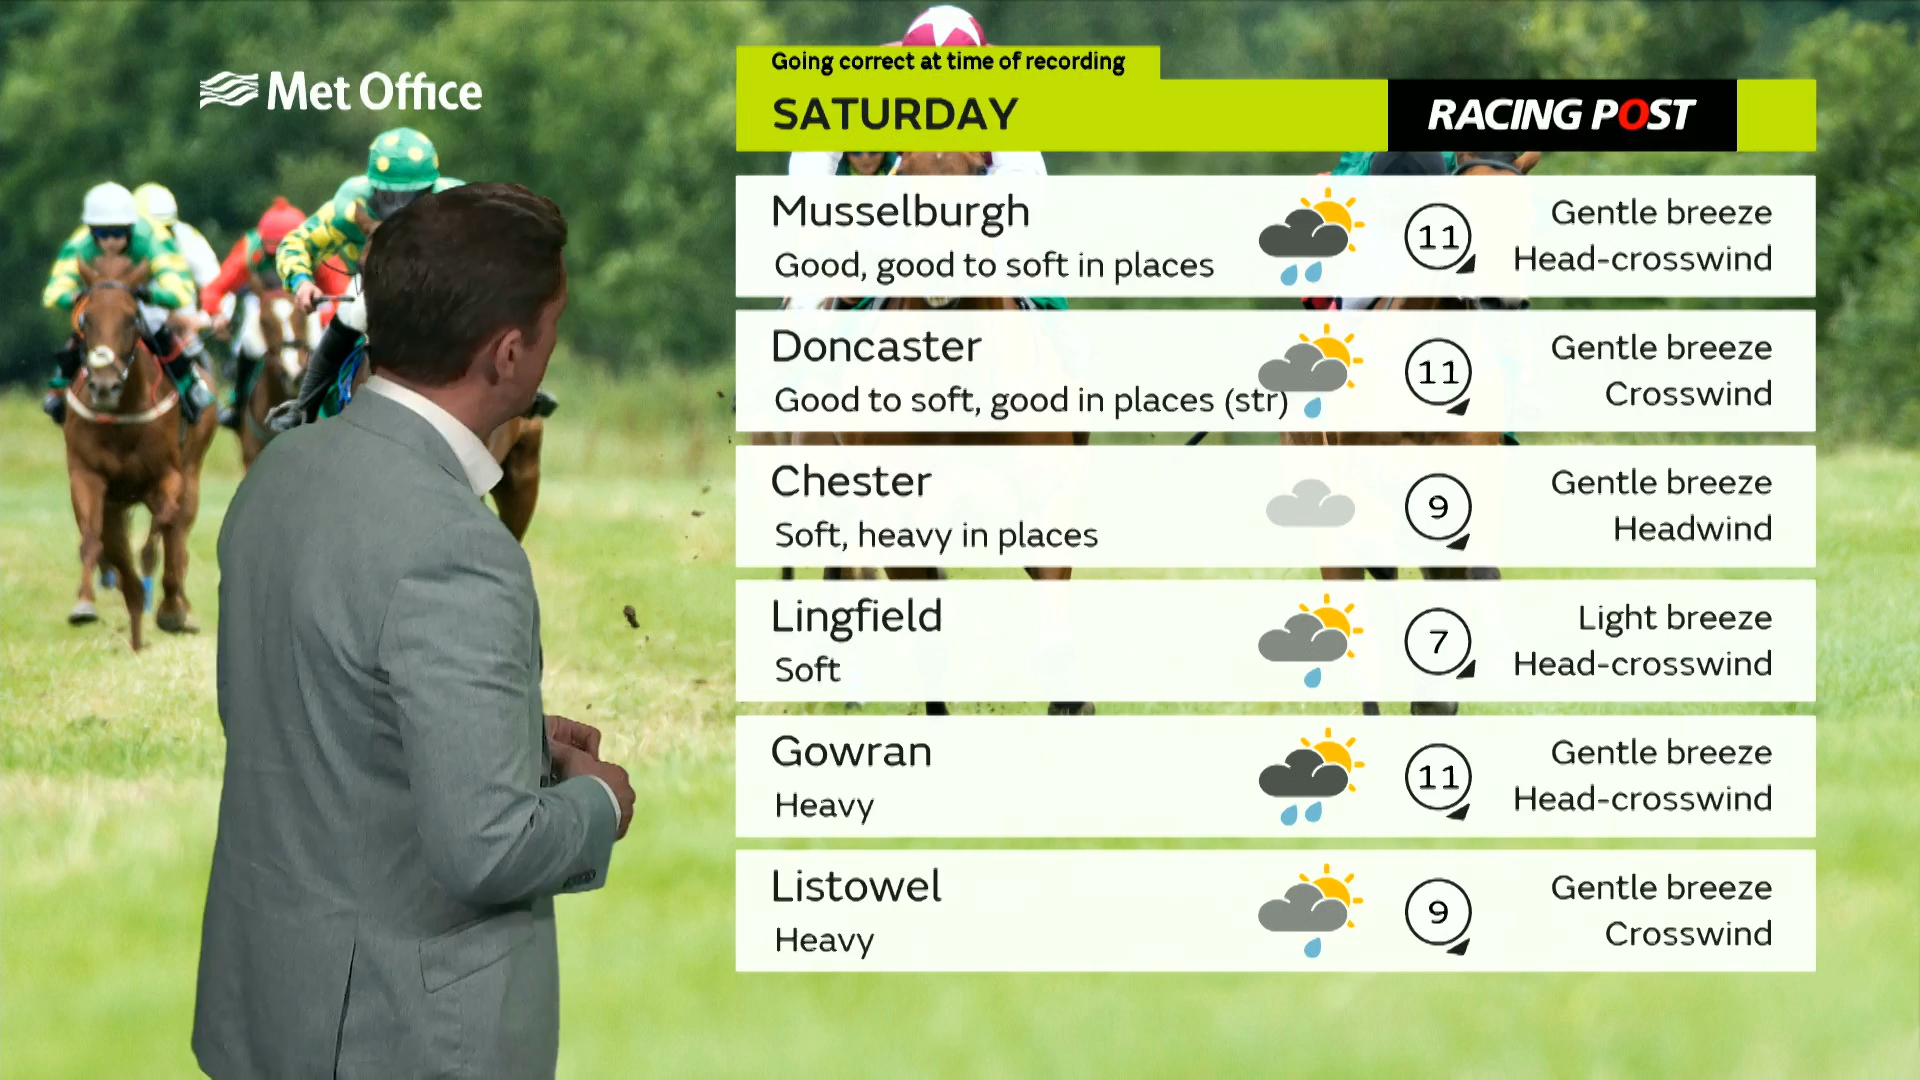 Met Office
Going correct at time of recording
SATURDAY
RACING POST
Musselburgh
Good, good to soft in places
11
Gentle breeze
Head-crosswind
Doncaster
Good to soft, good in places (str)
11
Gentle breeze
Crosswind
Chester
Soft, heavy in places
9
Gentle breeze
Headwind
Lingfield
Soft
7
Light breeze
Head-crosswind
Gowran
Heavy
11
Gentle breeze
Head-crosswind
Listowel
Heavy
9
Gentle breeze
Crosswind